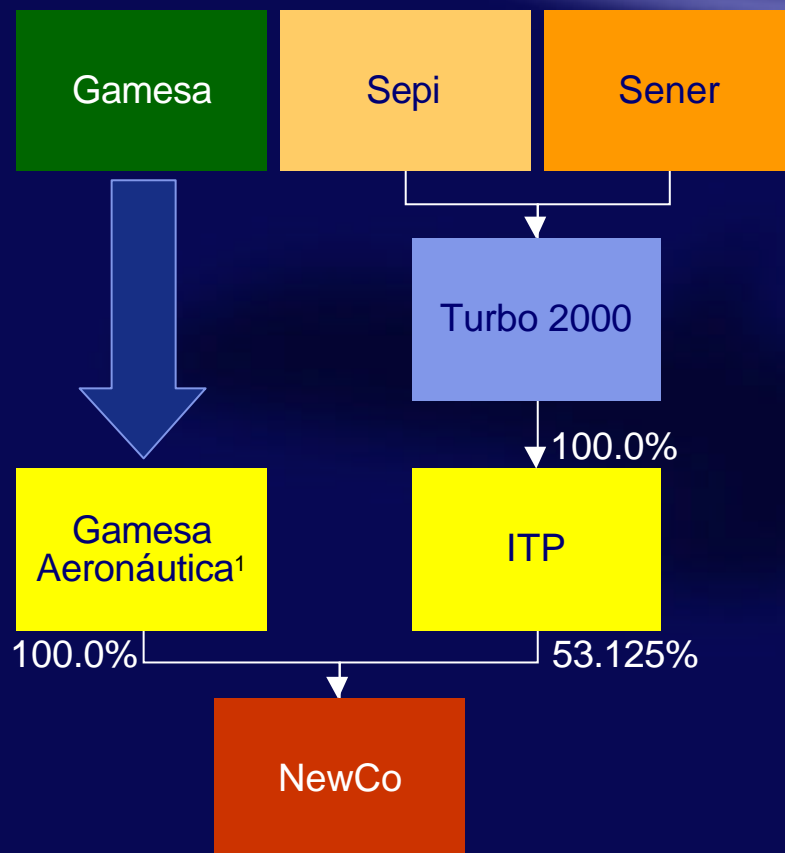 Gamesa
Sepi
Sener
Turbo 2000
100.0%
Gamesa
Aeronáutica¹
ITP
100.0%
53.125%
NewCo